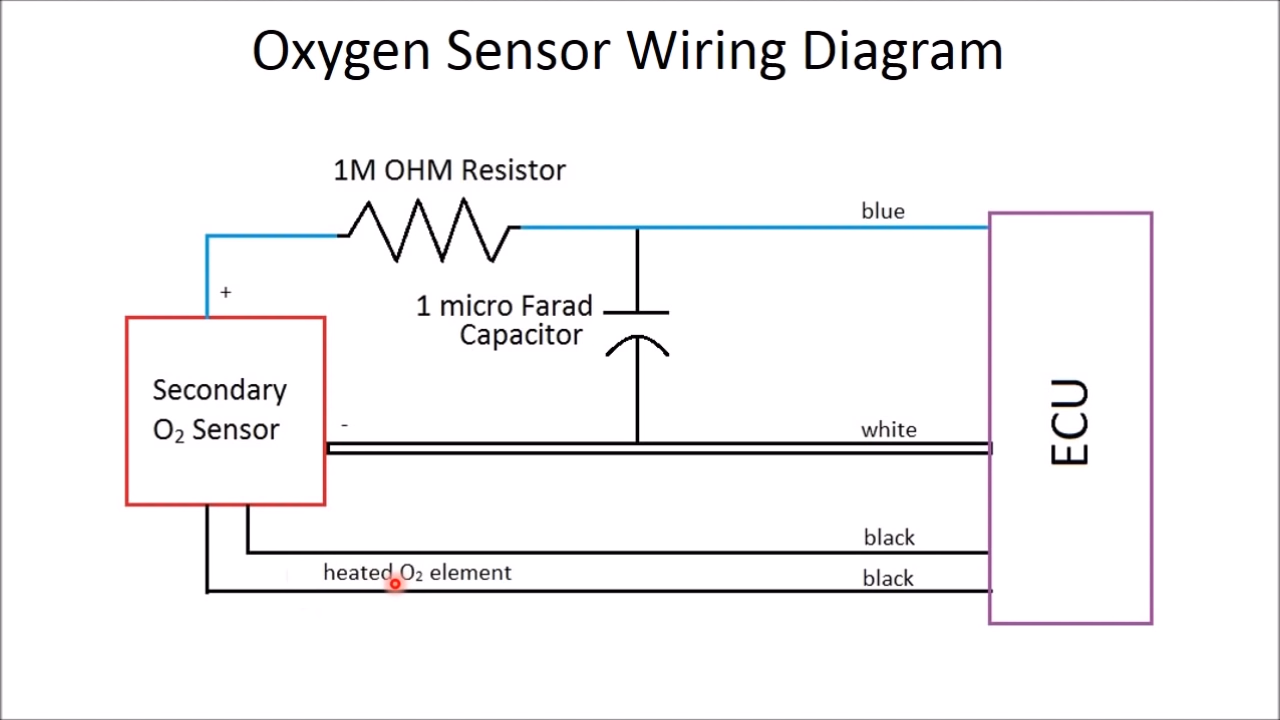 Oxygen Sensor Wiring Diagram
1M OHM Resistor
blue
+
1 micro Farad
Capacitor
Secondary
O₂ Sensor
-
white
ECU
black
heated O₂ element
black